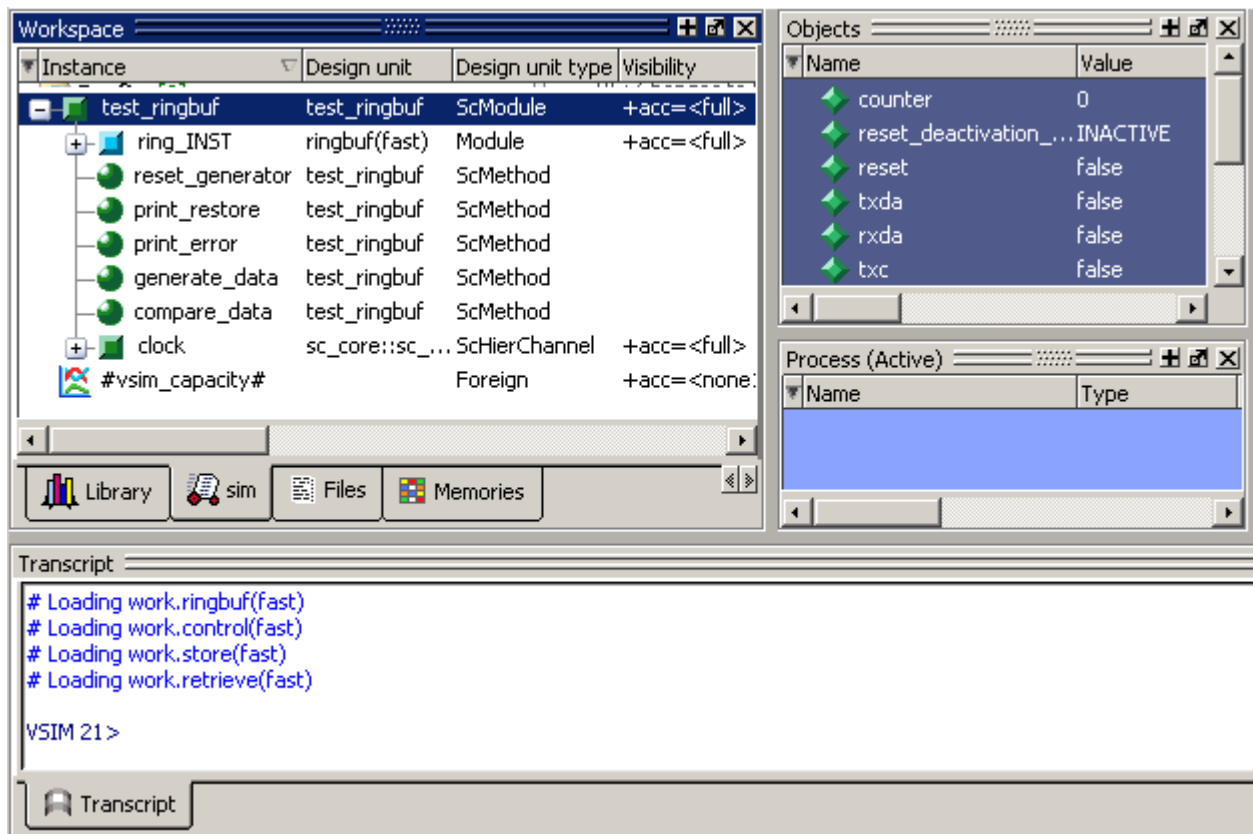 Workspace
Instance Design unit Design unit type Visibility
test_ringbuf test_ringbuf ScModule +acc=<full>
ring_INST ringbuf(fast) Module +acc=<full>
reset_generator test_ringbuf ScMethod
print_restore test_ringbuf ScMethod
print_error test_ringbuf ScMethod
generate_data test_ringbuf ScMethod
compare_data test_ringbuf ScMethod
clock sc_core::sc_... ScHierChannel +acc=<full>
#vsim_capacity# Foreign +acc=<none>
Library sim Files Memories
Objects
Name Value
counter 0
reset_deactivation_... INACTIVE
reset false
txda false
rxda false
txc false
Process (Active)
Name Type
Transcript
# Loading work.ringbuf(fast)
# Loading work.control(fast)
# Loading work.store(fast)
# Loading work.retrieve(fast)
VSIM 21>
Transcript